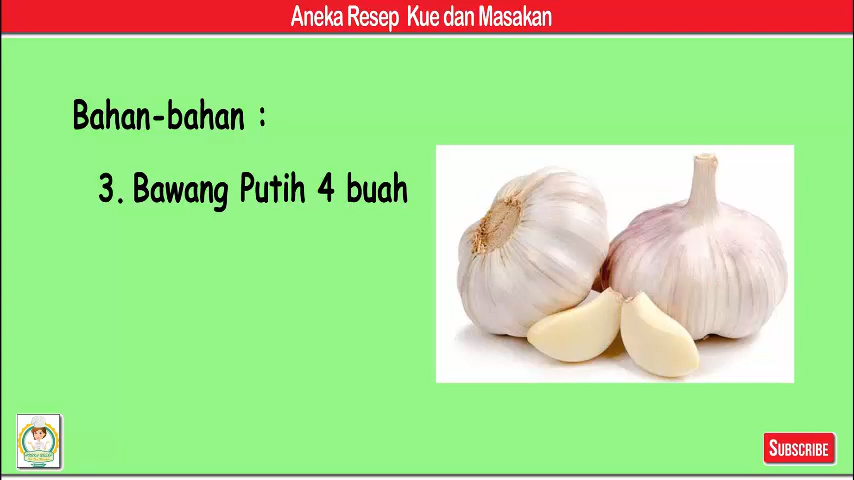 Aneka Resep Kue dan Masakan
Bahan-bahan :
3. Bawang Putih 4 buah
SUBSCRIBE